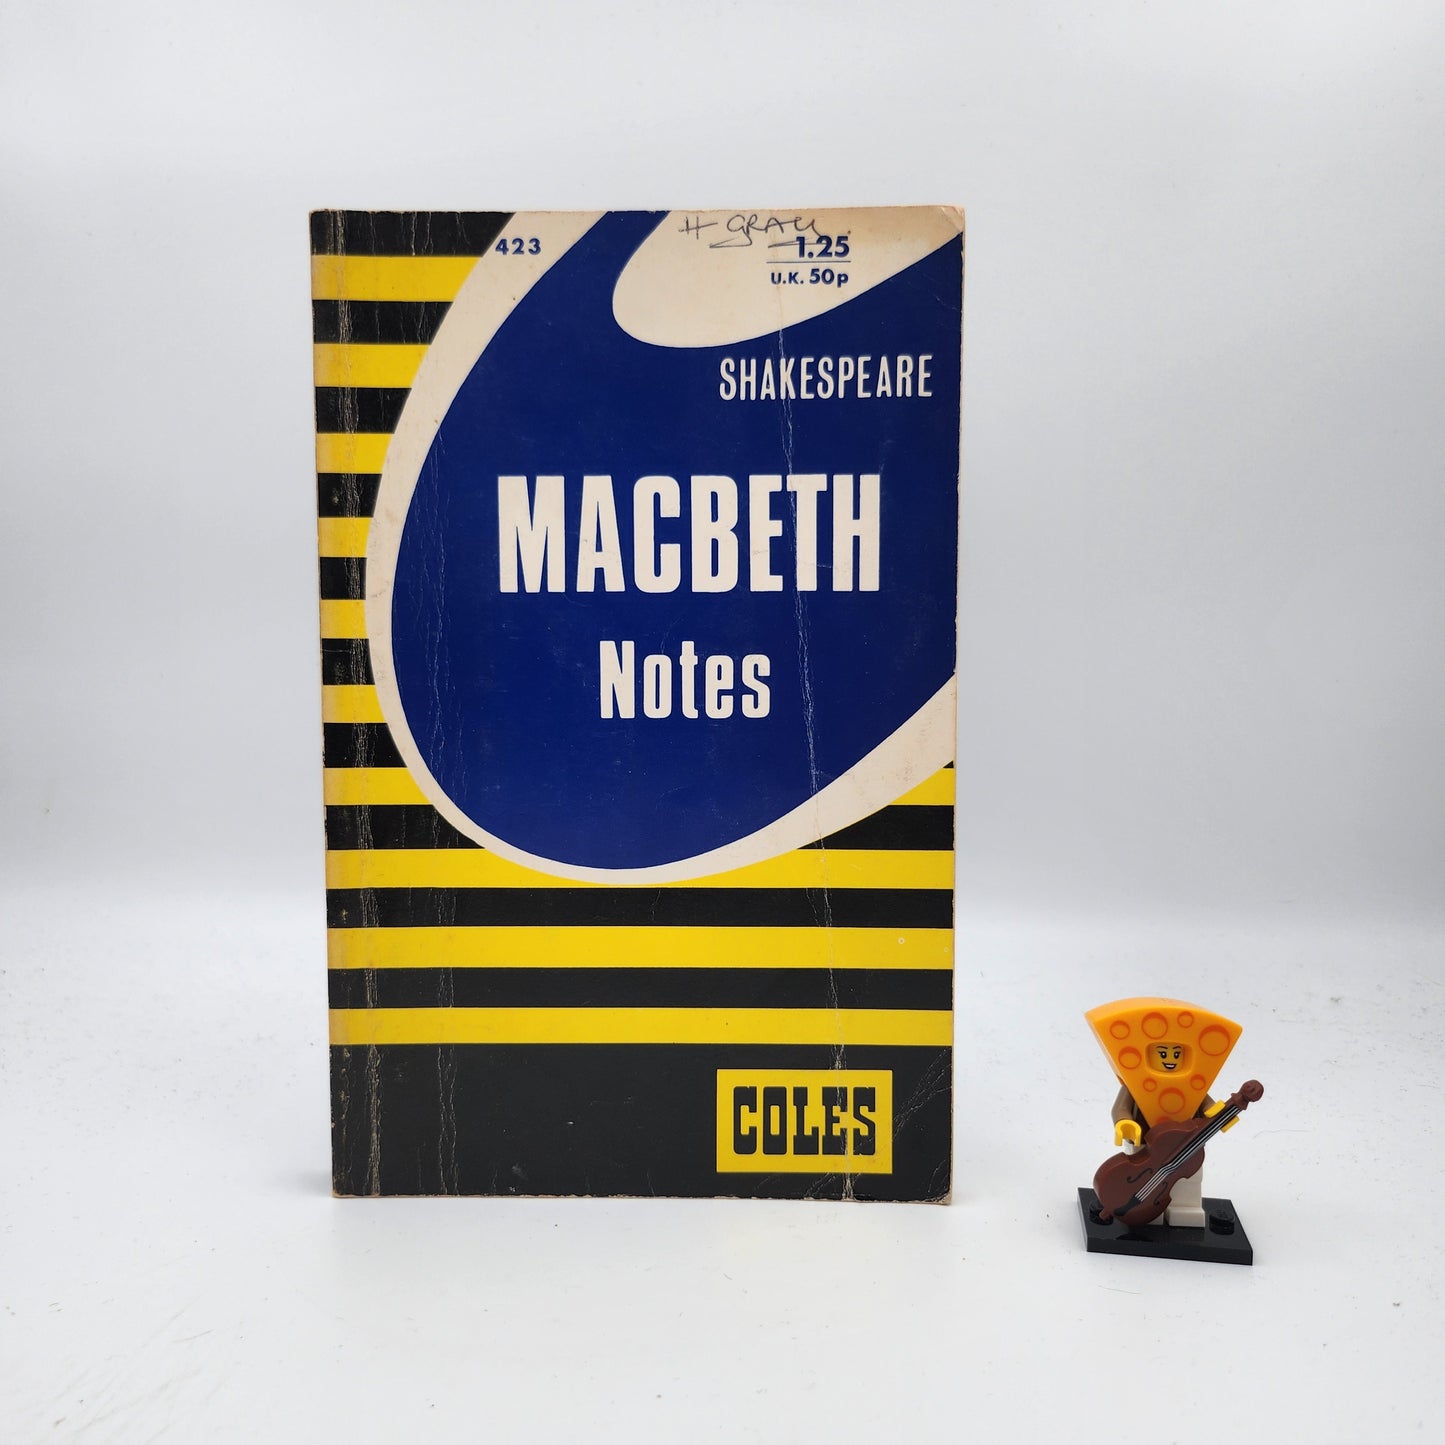 H GRAY
423
1.25
U.K. 50p
SHAKESPEARE
MACBETH
Notes
COLES